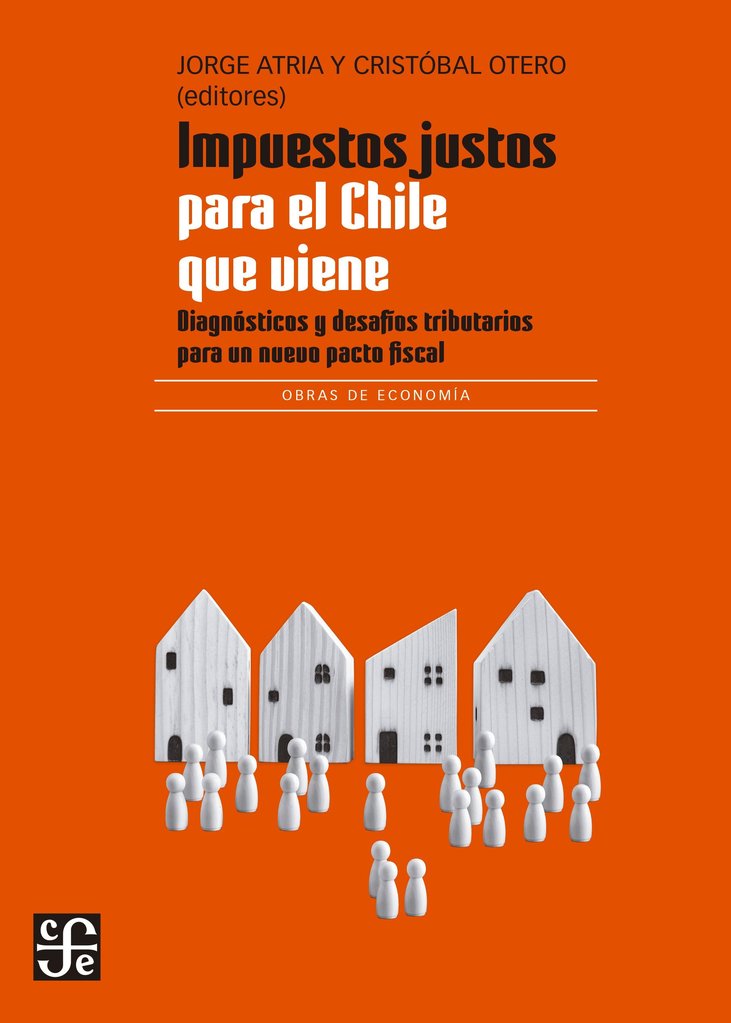 JORGE ATRIA Y CRISTÓBAL OTERO
(editores)
Impuestos justos
para el Chile
que viene
Diagnósticos y desafíos tributarios
para un nuevo pacto fiscal
OBRAS DE ECONOMÍA
cfe